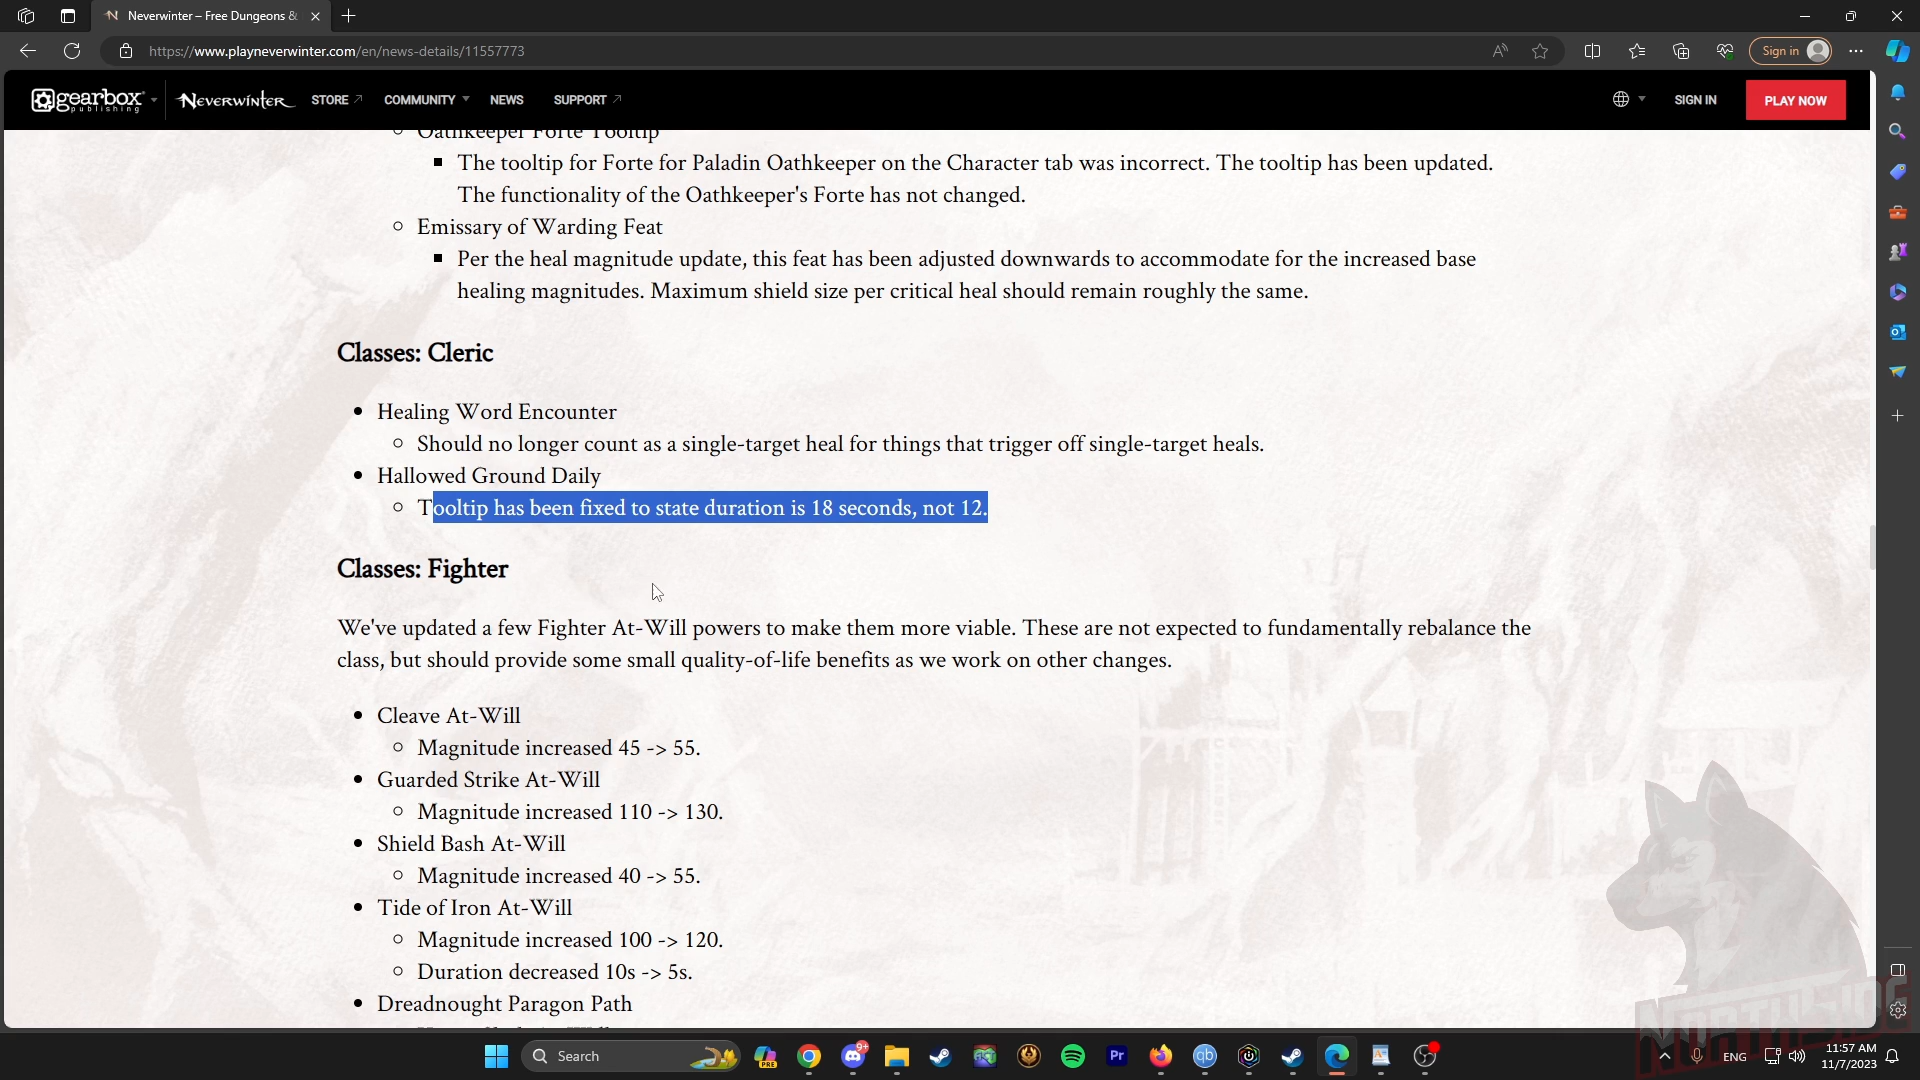 Neverwinter – Free Dungeons &
https://www.playneverwinter.com/en/news-details/11557773
Sign in
gearbox publishing
Neverwinter
STORE
COMMUNITY
NEWS
SUPPORT
SIGN IN
PLAY NOW
Oathkeeper Forte Tooltip
The tooltip for Forte for Paladin Oathkeeper on the Character tab was incorrect. The tooltip has been updated.
The functionality of the Oathkeeper's Forte has not changed.
Emissary of Warding Feat
Per the heal magnitude update, this feat has been adjusted downwards to accommodate for the increased base
healing magnitudes. Maximum shield size per critical heal should remain roughly the same.
Classes: Cleric
Healing Word Encounter
Should no longer count as a single-target heal for things that trigger off single-target heals.
Hallowed Ground Daily
Tooltip has been fixed to state duration is 18 seconds, not 12.
Classes: Fighter
We've updated a few Fighter At-Will powers to make them more viable. These are not expected to fundamentally rebalance the
class, but should provide some small quality-of-life benefits as we work on other changes.
Cleave At-Will
Magnitude increased 45 -> 55.
Guarded Strike At-Will
Magnitude increased 110 -> 130.
Shield Bash At-Will
Magnitude increased 40 -> 55.
Tide of Iron At-Will
Magnitude increased 100 -> 120.
Duration decreased 10s -> 5s.
Dreadnought Paragon Path
Search
PRE
9+
Pr
qb
ENG
11:57 AM
11/7/2023